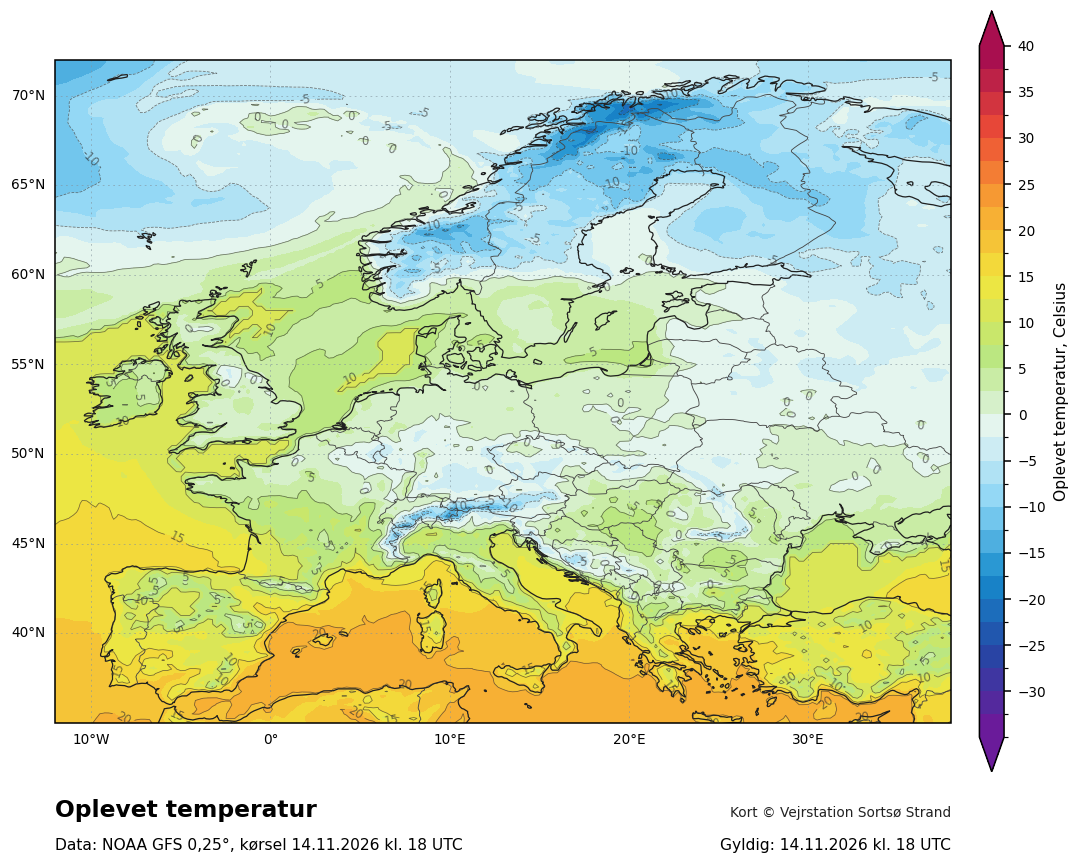 70°N
65°N
60°N
55°N
50°N
45°N
40°N
10°W
0°
10°E
20°E
30°E
40
35
30
25
20
15
10
5
0
−5
−10
−15
−20
−25
−30
Oplevet temperatur, Celsius
Oplevet temperatur
Kort © Vejrstation Sortsø Strand
Data: NOAA GFS 0,25°, kørsel 14.11.2026 kl. 18 UTC
Gyldig: 14.11.2026 kl. 18 UTC